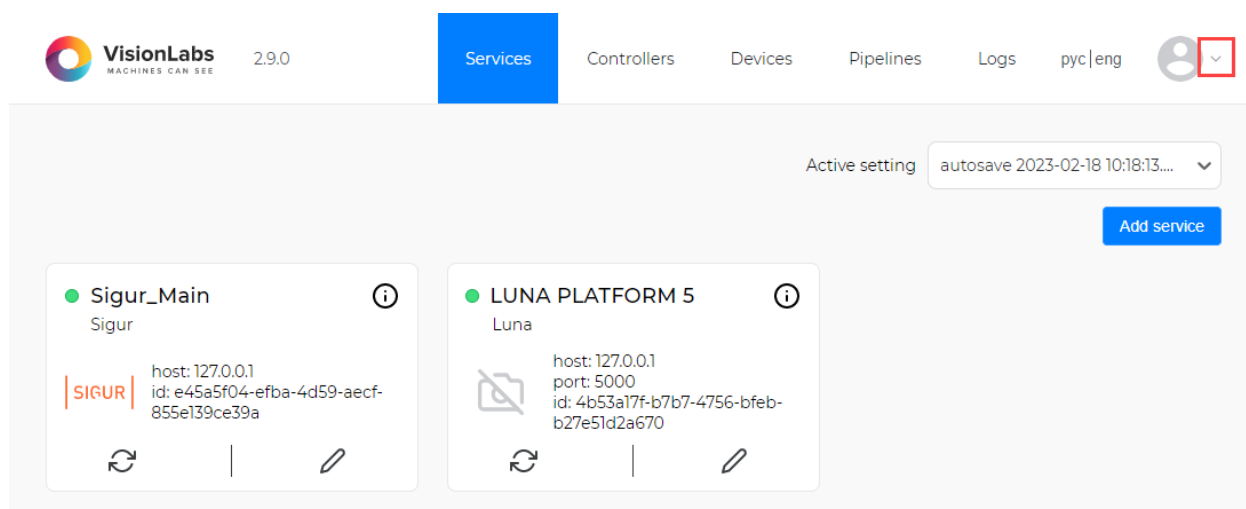 VisionLabs
MACHINES CAN SEE
2.9.0
Services
Controllers
Devices
Pipelines
Logs
рус|eng
Active setting
autosave 2023-02-18 10:18:13....
Add service
Sigur_Main
Sigur
SIGUR
host: 127.0.0.1
id: e45a5f04-efba-4d59-aecf-
855e139ce39a
LUNA PLATFORM 5
Luna
host: 127.0.0.1
port: 5000
id: 4b53a17f-b7b7-4756-bfeb-
b27e51d2a670